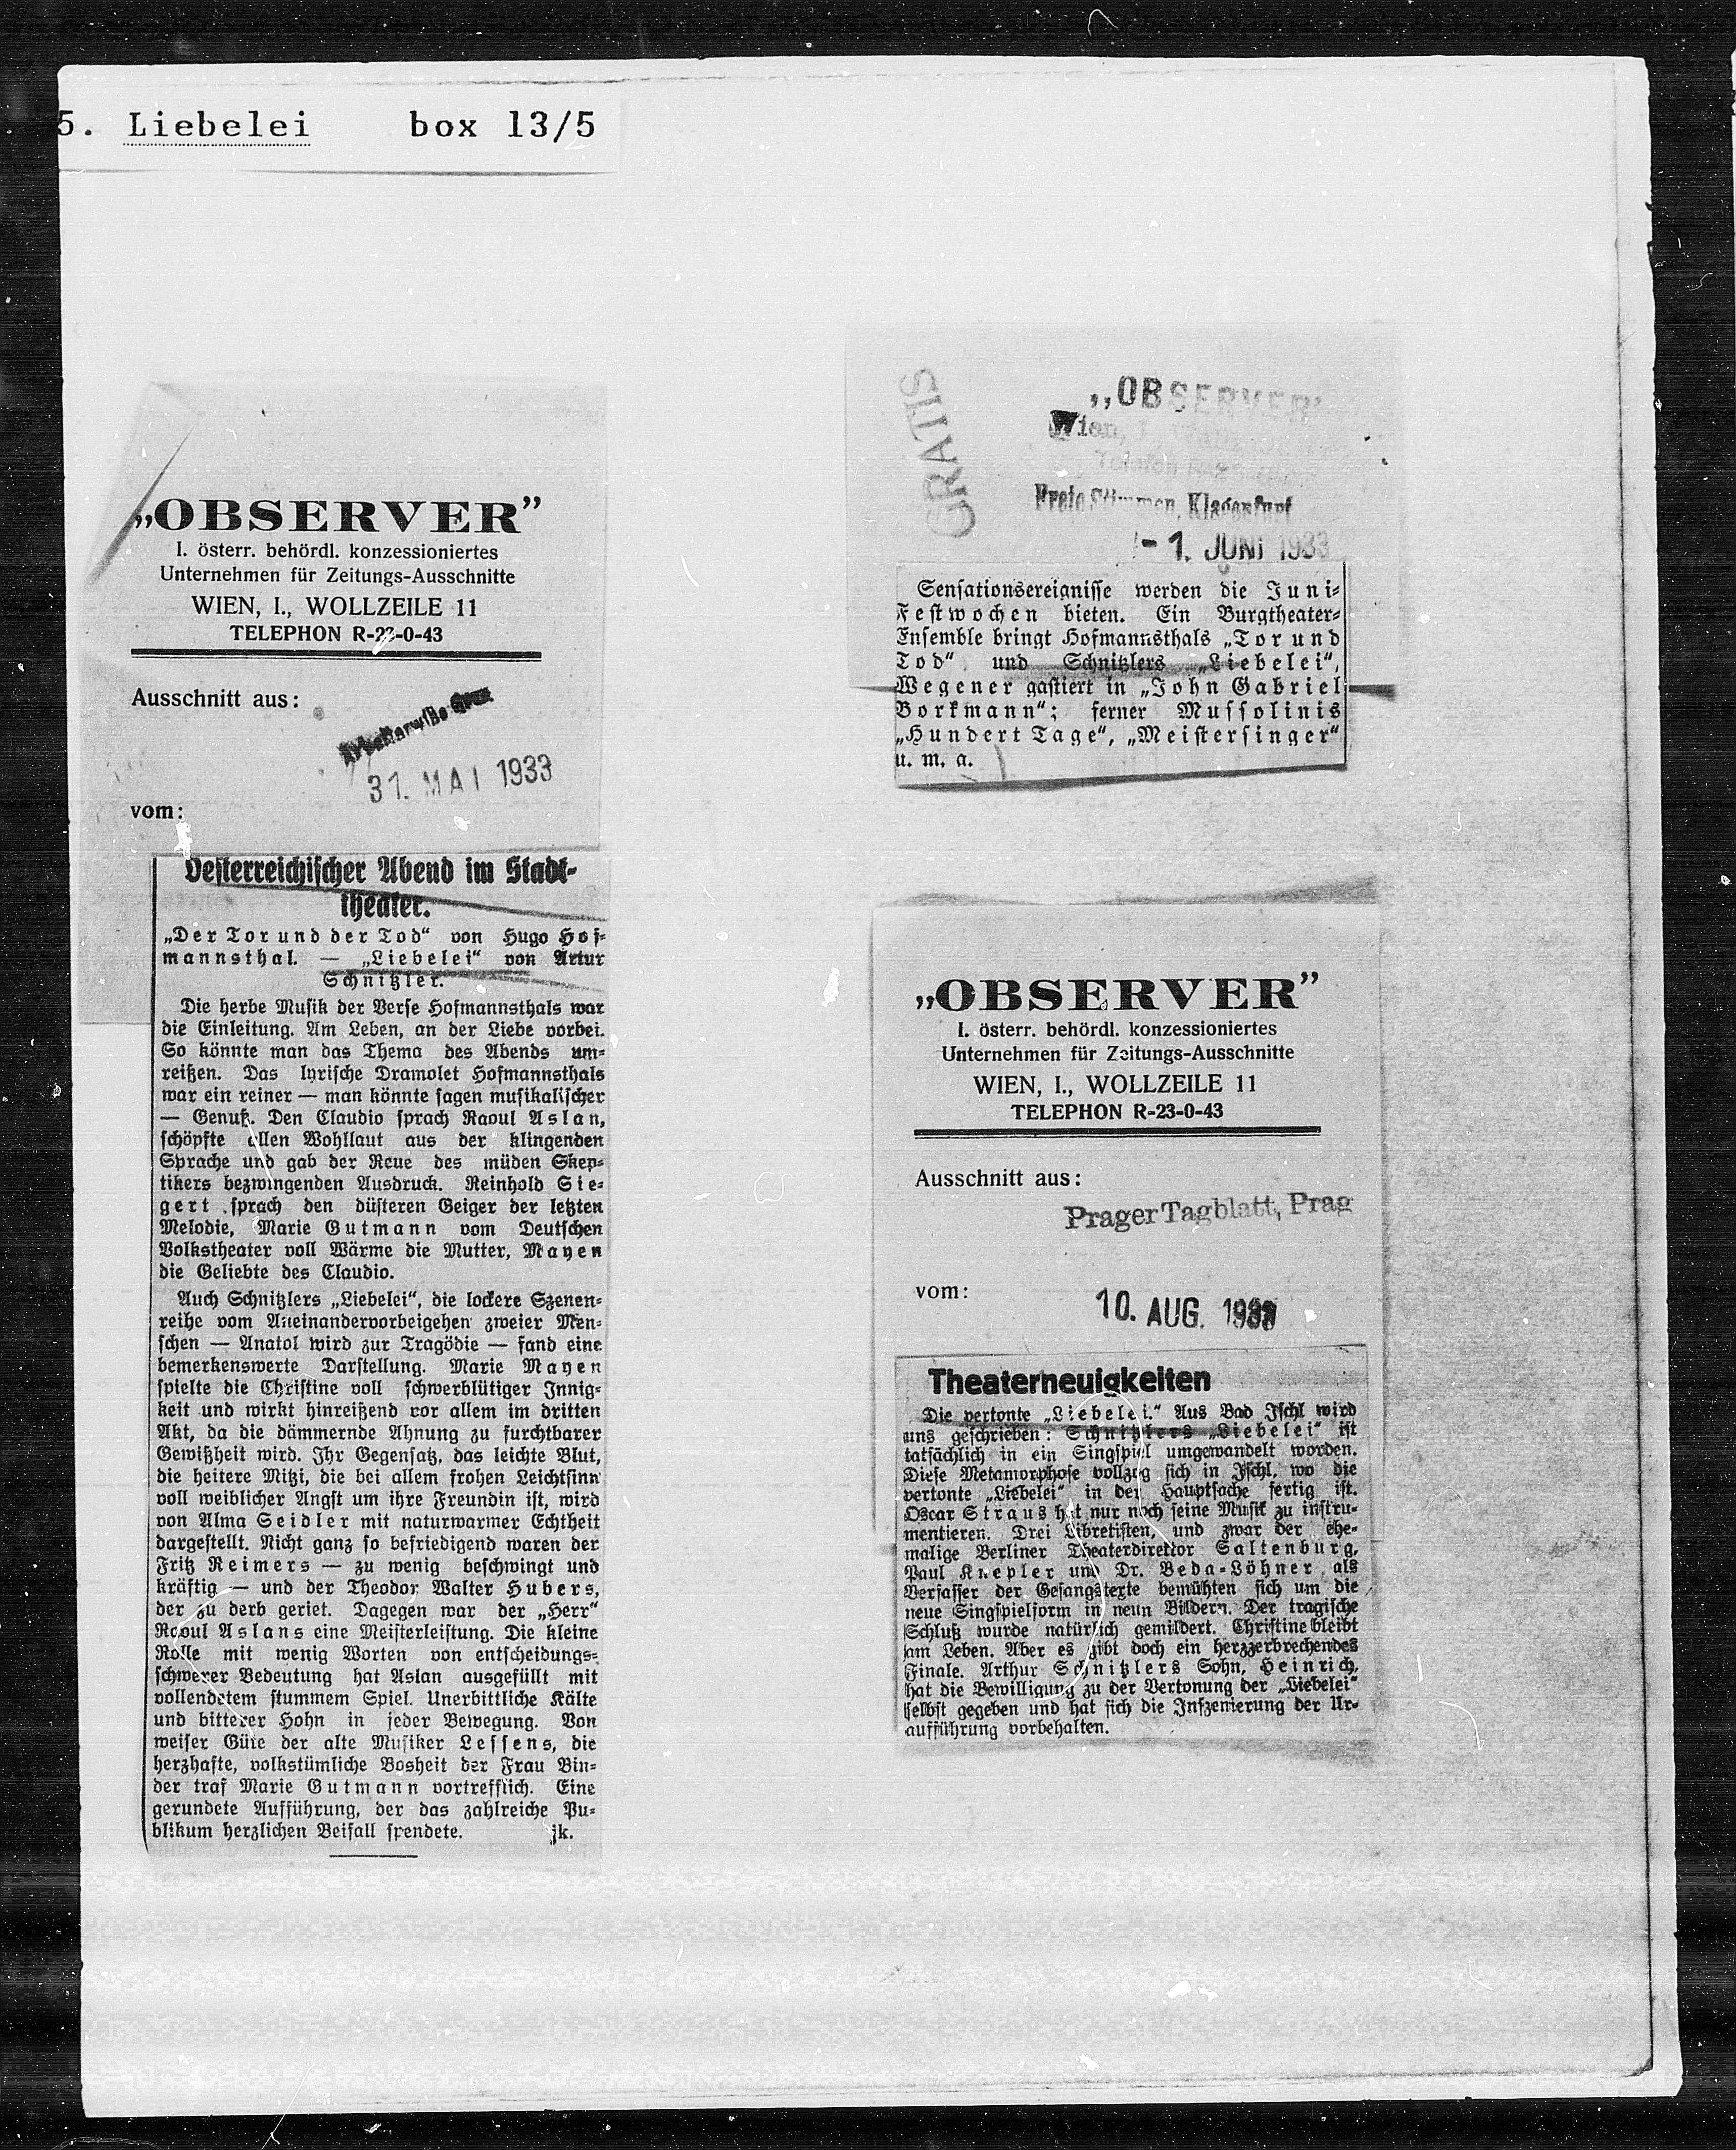 5. Liebelei box 13/5
„OBSERVER”
I. österr. behördl. konzessioniertes
Unternehmen für Zeitungs-Ausschnitte
WIEN, I., WOLLZEILE 11
TELEPHON R-23-0-43
Ausschnitt aus:
31. MAI 1933
vom:
Oesterreichischer Abend im Stadt-
theater.
„Der Tor und der Tod“ von Hugo Hof-
mannsthal. — „Liebelei“ von Artur
Schnitzler.
Die herbe Musik der Verse Hofmannsthals war
die Einleitung. Am Leben, an der Liebe vorbei.
So könnte man das Thema des Abends um-
reißen. Das lyrische Dramolet Hofmannsthals
war ein reiner — man könnte sagen musikalischer
— Genuß. Den Claudio sprach Raoul Aslan,
schöpfte allen Wohllaut aus der klingenden
Sprache und gab der Reue des müden Skep-
tikers bezwingenden Ausdruck. Reinhold Sie-
gert sprach den düsteren Geiger der letzten
Melodie, Marie Gutmann vom Deutschen
Volkstheater voll Wärme die Mutter, Mayen
die Geliebte des Claudio.
Auch Schnitzlers „Liebelei“, die lockere Szenen-
reihe vom Aneinandervorbeigehen zweier Men-
schen — Anatol wird zur Tragödie — fand eine
bemerkenswerte Darstellung. Marie Mayen
spielte die Christine voll schwerblütiger Innig-
keit und wirkt hinreißend vor allem im dritten
Akt, da die dämmernde Ahnung zu furchtbarer
Gewißheit wird. Ihr Gegensatz, das leichte Blut,
die heitere Mitzi, die bei allem frohen Leichtsinn
voll weiblicher Angst um ihre Freundin ist, wird
von Alma Seidler mit naturwarmer Echtheit
dargestellt. Nicht ganz so befriedigend waren der
Fritz Reimers — zu wenig beschwingt und
kräftig — und der Theodor Walter Hubers,
der zu derb geriet. Dagegen war der „Herr“
Raoul Aslans eine Meisterleistung. Die kleine
Rolle mit wenig Worten von entscheidungs-
schwerer Bedeutung hat Aslan ausgefüllt mit
vollendetem stummem Spiel. Unerbittliche Kälte
und bitterer Hohn in jeder Bewegung. Von
weiser Güte der alte Musiker Lessens, die
herzhafte, volkstümliche Bosheit der Frau Bin-
der traf Marie Gutmann vortrefflich. Eine
gerundete Aufführung, der das zahlreiche Pu-
blikum herzlichen Beifall spendete. jk.
GRATIS
„OBSERVER”
Wien, I.
Freie Stimmen, Klagenfurt
- 1. JUNI 1933
Sensationsereignisse werden die Juni-
Festwochen bieten. Ein Burgtheater-
Ensemble bringt Hofmannsthals „Tor und
Tod“ und Schnitzlers „Liebelei“,
Wegener gastiert in „John Gabriel
Borkmann“; ferner Mussolinis
„Hundert Tage“, „Meistersinger“
u. m. a.
„OBSERVER”
I. österr. behördl. konzessioniertes
Unternehmen für Zeitungs-Ausschnitte
WIEN, I., WOLLZEILE 11
TELEPHON R-23-0-43
Ausschnitt aus:
Prager Tagblatt, Prag
vom:
10. AUG.
Theaterneuigkeiten
Die vertonte „Liebelei.“ Aus Bad Ischl wird
uns geschrieben: Schnitzlers „Liebelei“ ist
tatsächlich in ein Singspiel umgewandelt worden.
Diese Metamorphose vollzog sich in Ischl, wo die
vertonte „Liebelei“ in der Hauptsache fertig ist.
Oscar Straus hat nur noch seine Musik zu instru-
mentieren. Drei Libretisten, und zwar der ehe-
malige Berliner Theaterdirektor Saltenburg,
Paul Knepler und Dr. Beda-Löhner als
Verfasser der Gesangstexte bemühten sich um die
neue Singspielform in neun Bildern. Der tragische
Schluß wurde natürlich gemildert. Christine bleibt
am Leben. Aber es gibt doch ein herzzerbrechendes
Finale. Arthur Schnitzlers Sohn, Heinrich,
hat die Bewilligung zu der Vertonung der „Liebelei“
selbst gegeben und hat sich die Inszenierung der Ur-
aufführung vorbehalten.